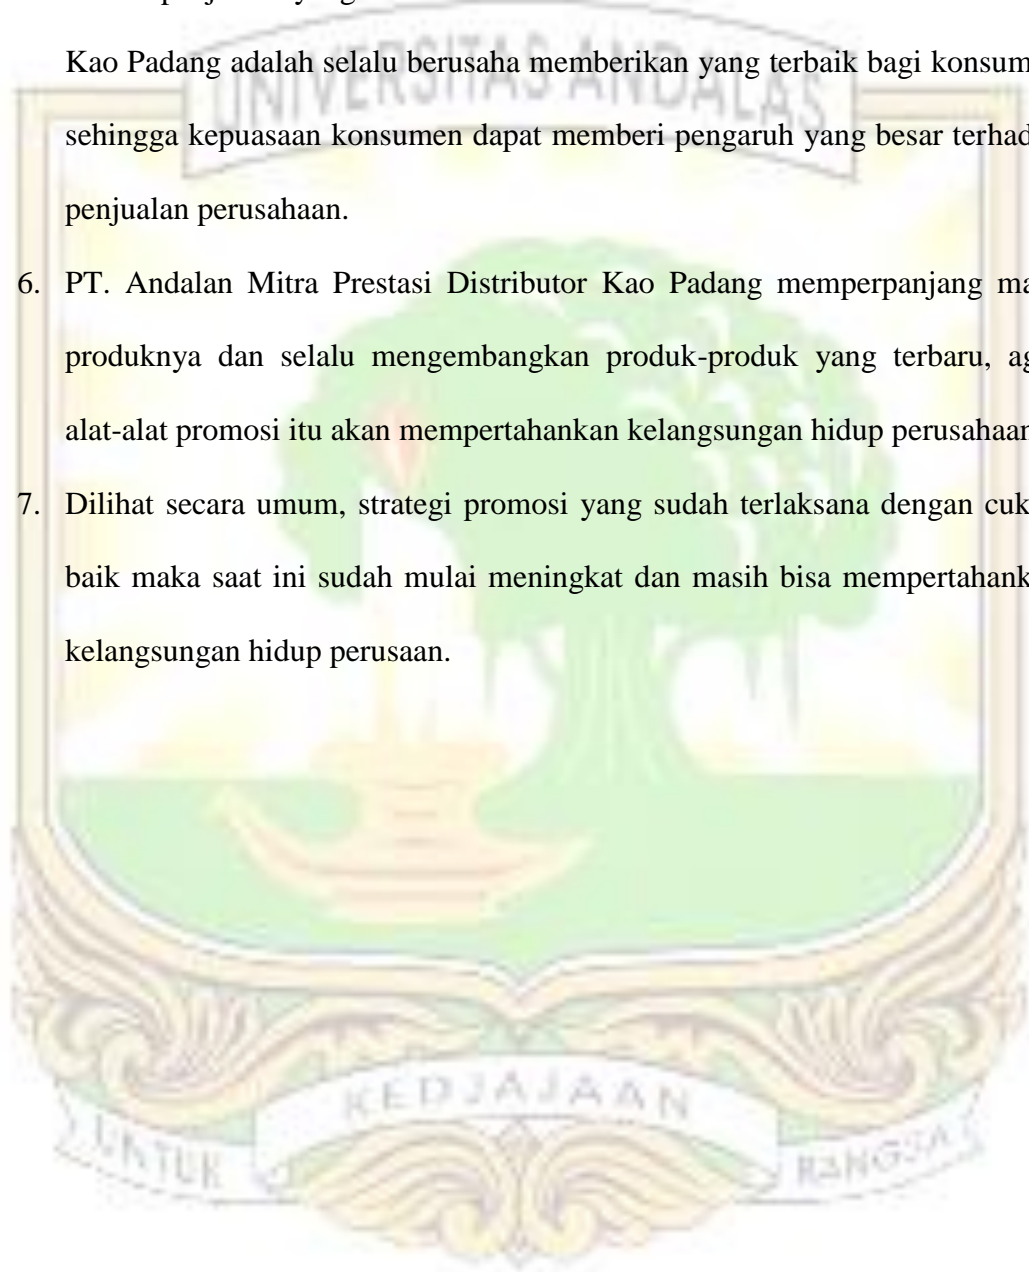 UNIVERSITAS ANDALAS
Kao Padang adalah selalu berusaha memberikan yang terbaik bagi konsum
sehingga kepuasaan konsumen dapat memberi pengaruh yang besar terhad
penjualan perusahaan.
6. PT. Andalan Mitra Prestasi Distributor Kao Padang memperpanjang ma
produknya dan selalu mengembangkan produk-produk yang terbaru, ag
alat-alat promosi itu akan mempertahankan kelangsungan hidup perusahaan
7. Dilihat secara umum, strategi promosi yang sudah terlaksana dengan cuk
baik maka saat ini sudah mulai meningkat dan masih bisa mempertahank
kelangsungan hidup perusaan.
KEDJAJAAN
UNTUK BANGSA